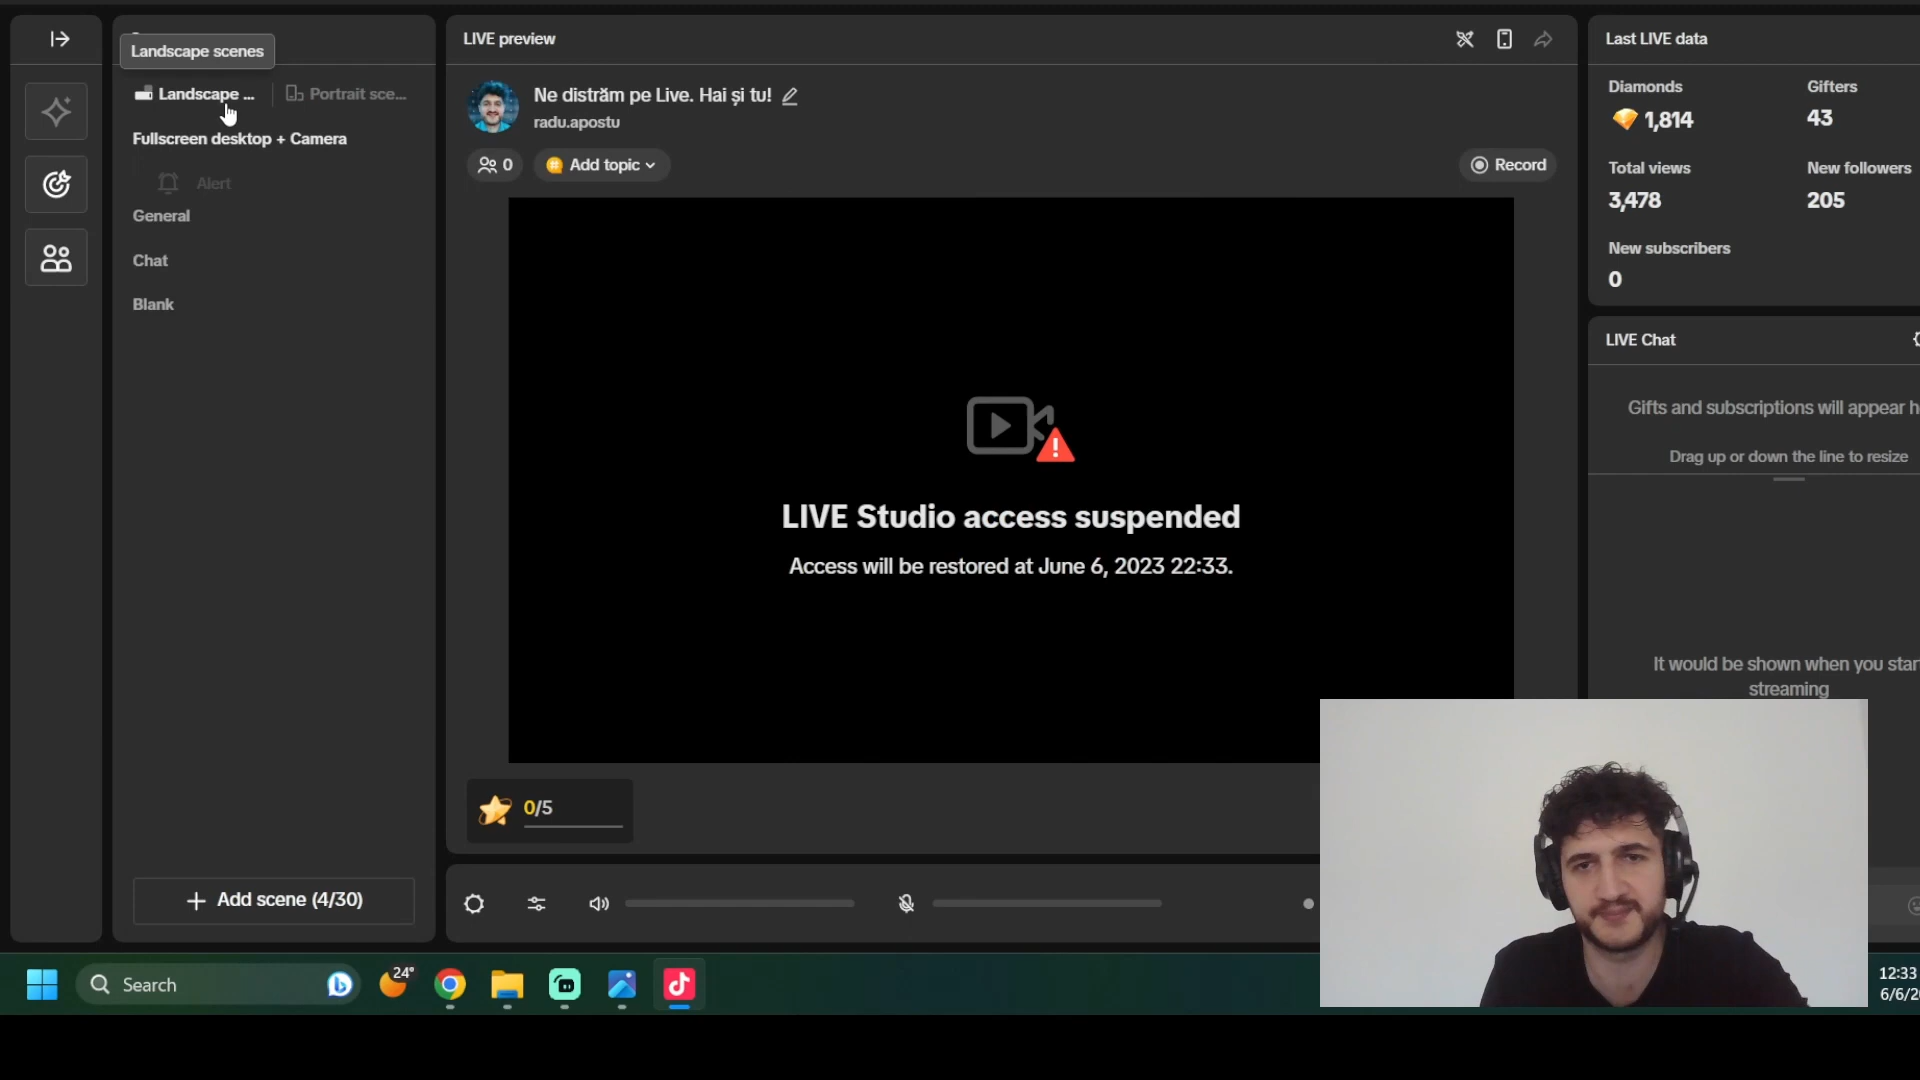 Landscape scenes
Landscape ...
Portrait sce...
Fullscreen desktop + Camera
Alert
General
Chat
Blank
+ Add scene (4/30)
LIVE preview
Ne distrăm pe Live. Hai și tu!
radu.apostu
0
# Add topic
Record
LIVE Studio access suspended
Access will be restored at June 6, 2023 22:33.
0/5
Last LIVE data
Diamonds
Gifters
1,814
43
Total views
New followers
3,478
205
New subscribers
0
LIVE Chat
Gifts and subscriptions will appear h
Drag up or down the line to resize
It would be shown when you star
streaming
Search
24°
12:33
6/6/2